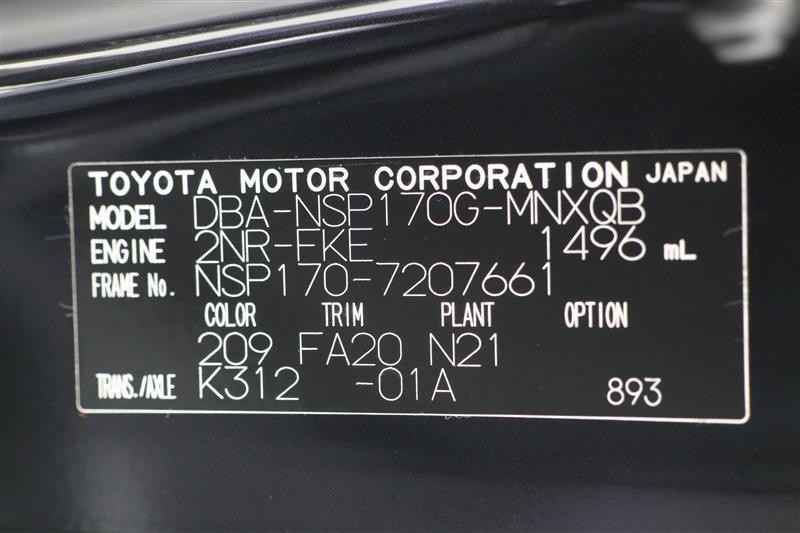 TOYOTA MOTOR CORPORATION JAPAN
MODEL DBA-NSP170G-MNXQB
ENGINE 2NR-FKE 1496 mL
FRAME No. NSP170-7207661
COLOR TRIM PLANT OPTION
209 FA20 N21
TRANS./AXLE K312 -01A 893